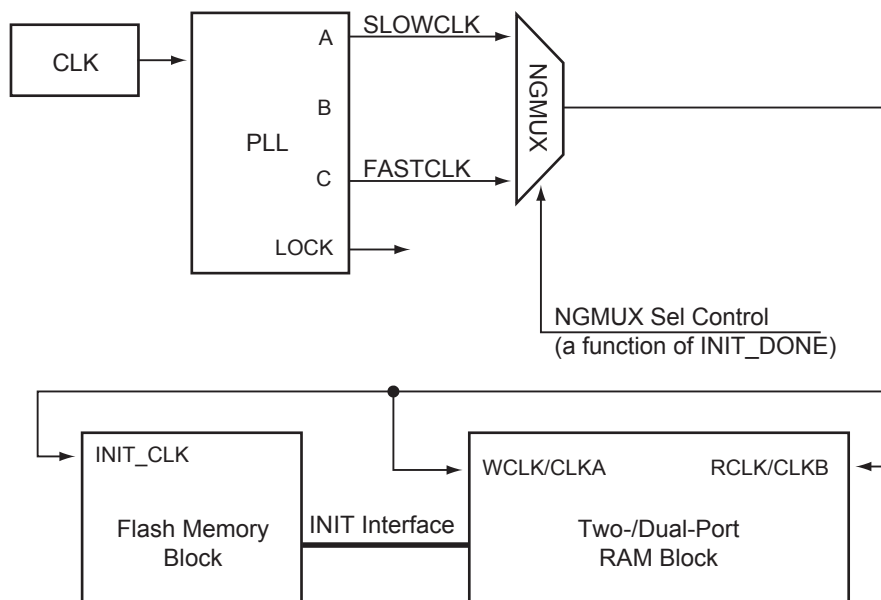 CLK
PLL
A
B
C
LOCK
SLOWCLK
FASTCLK
NGMUX
NGMUX Sel Control
(a function of INIT_DONE)
INIT_CLK
Flash Memory
Block
INIT Interface
WCLK/CLKA
RCLK/CLKB
Two-/Dual-Port
RAM Block